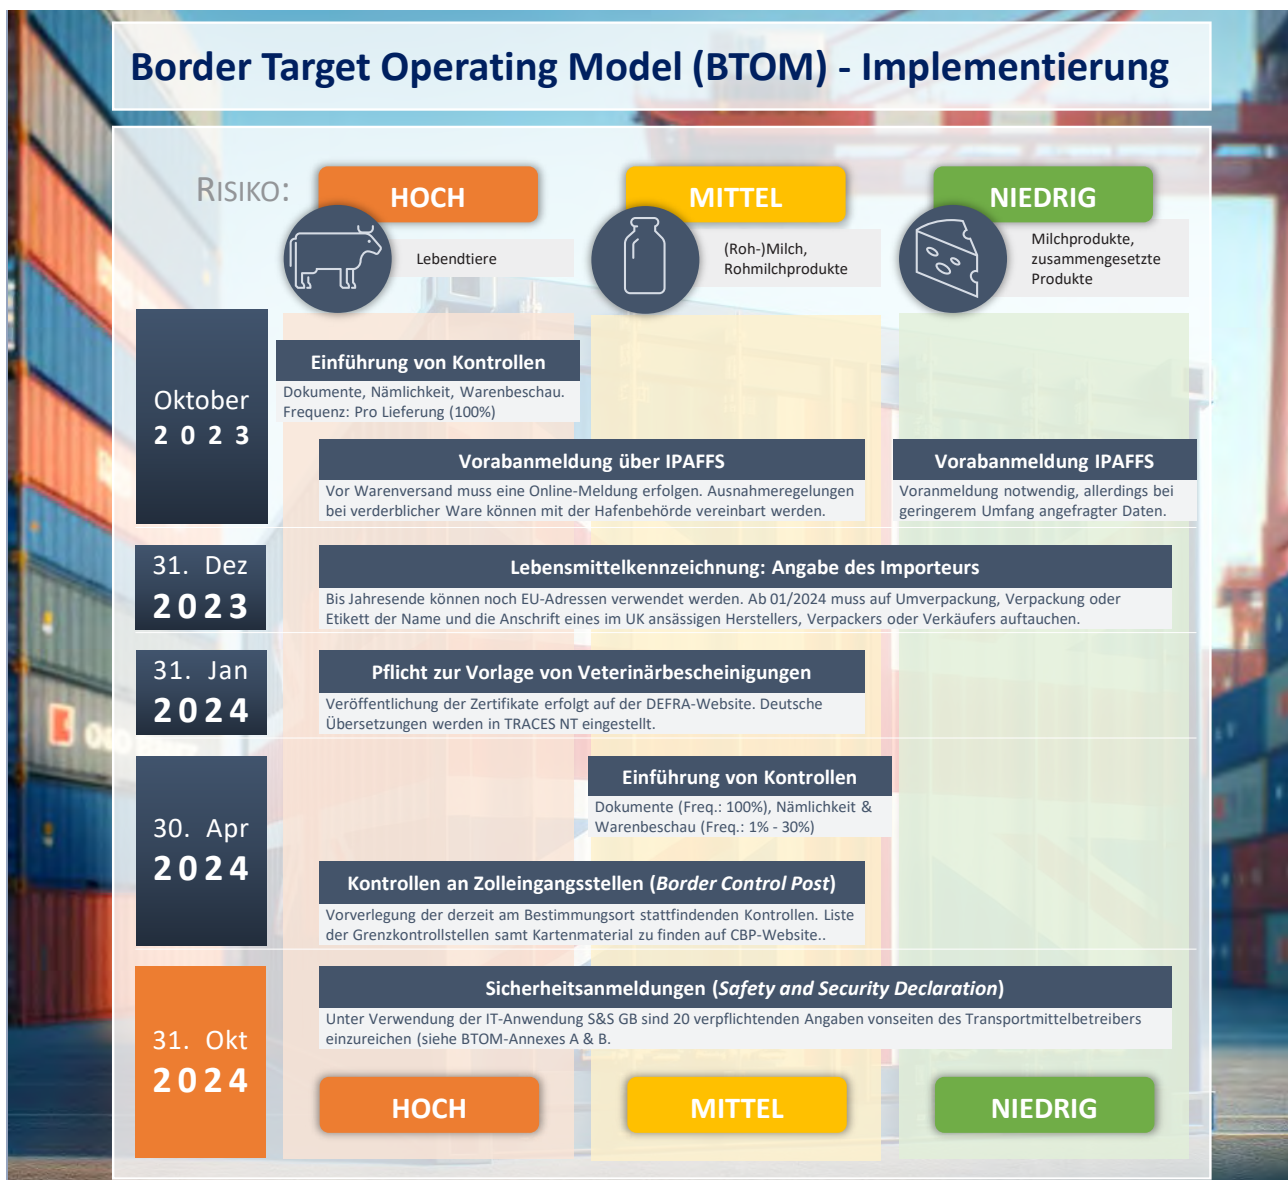 Border Target Operating Model (BTOM) - Implementierung
RISIKO:
HOCH
MITTEL
NIEDRIG
Lebendtiere
(Roh-)Milch,
Rohmilchprodukte
Milchprodukte,
zusammengesetzte
Produkte
Oktober
2023
Einführung von Kontrollen
Dokumente, Nämlichkeit, Warenbeschau.
Frequenz: Pro Lieferung (100%)
Vorabanmeldung über IPAFFS
Vor Warenversand muss eine Online-Meldung erfolgen. Ausnahmeregelungen
bei verderblicher Ware können mit der Hafenbehörde vereinbart werden.
Vorabanmeldung IPAFFS
Voranmeldung notwendig, allerdings bei
geringerem Umfang angefragter Daten.
31. Dez
2023
Lebensmittelkennzeichnung: Angabe des Importeurs
Bis Jahresende können noch EU-Adressen verwendet werden. Ab 01/2024 muss auf Umverpackung, Verpackung oder
Etikett der Name und die Anschrift eines im UK ansässigen Herstellers, Verpackers oder Verkäufers auftauchen.
31. Jan
2024
Pflicht zur Vorlage von Veterinärbescheinigungen
Veröffentlichung der Zertifikate erfolgt auf der DEFRA-Website. Deutsche
Übersetzungen werden in TRACES NT eingestellt.
30. Apr
2024
Einführung von Kontrollen
Dokumente (Freq.: 100%), Nämlichkeit &
Warenbeschau (Freq.: 1% - 30%)
Kontrollen an Zolleingangsstellen (Border Control Post)
Vorverlegung der derzeit am Bestimmungsort stattfindenden Kontrollen. Liste
der Grenzkontrollstellen samt Kartenmaterial zu finden auf CBP-Website..
31. Okt
2024
Sicherheitsanmeldungen (Safety and Security Declaration)
Unter Verwendung der IT-Anwendung S&S GB sind 20 verpflichtenden Angaben vonseiten des Transportmittelbetreibers
einzureichen (siehe BTOM-Annexes A & B.
HOCH
MITTEL
NIEDRIG